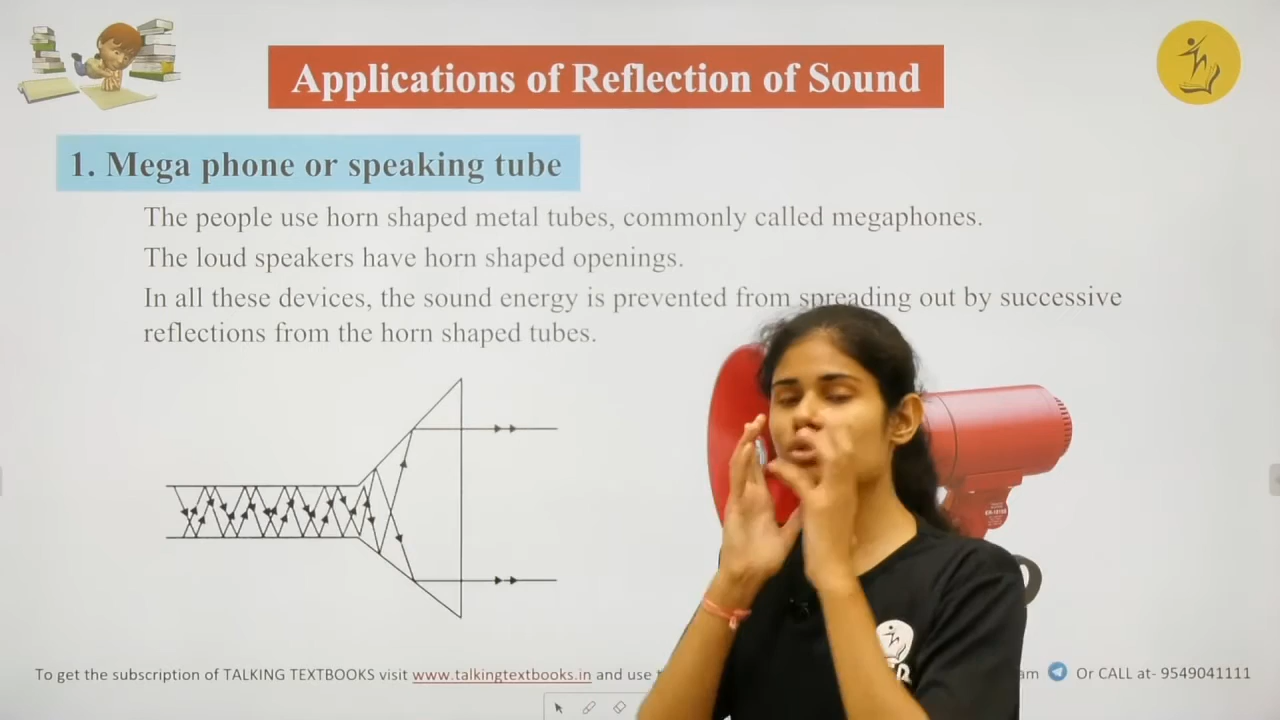 Applications of Reflection of Sound
1. Mega phone or speaking tube
The people use horn shaped metal tubes, commonly called megaphones.
The loud speakers have horn shaped openings.
In all these devices, the sound energy is prevented from spreading out by successive
reflections from the horn shaped tubes.
To get the subscription of TALKING TEXTBOOKS visit www.talkingtextbooks.in and use Or CALL at- 9549041111